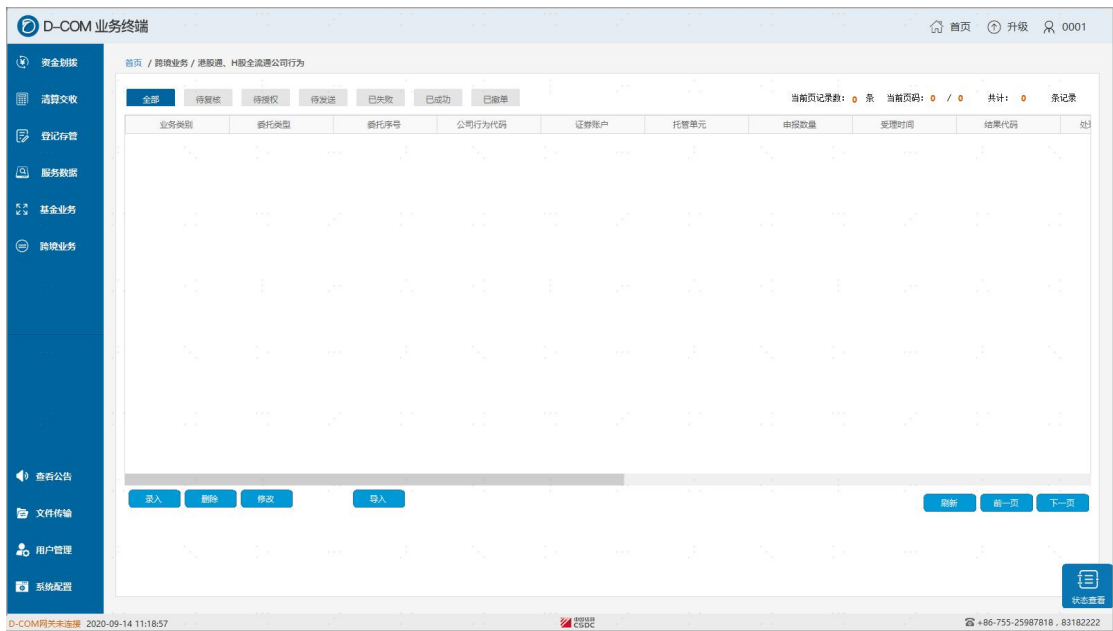 D-COM 业务终端
首页 升级 0001
资金划拨
清算交收
登记存管
服务数据
基金业务
跨境业务
查看公告
文件传输
用户管理
系统配置
首页 / 跨境业务 / 港股通、H股全流通公司行为
全部 待复核 待授权 待发送 已失败 已成功 已撤单
当前页记录数: 0 条 当前页码: 0 / 0 共计: 0 条记录
业务类别 委托类型 委托序号 公司行为代码 证券账户 托管单元 申报数量 受理时间 结果代码
录入 删除 修改 导入
刷新 前一页 下一页
状态查看
D-COM网关未连接 2020-09-14 11:18:57
中国结算
CSDC
+86-755-25987818 , 83182222